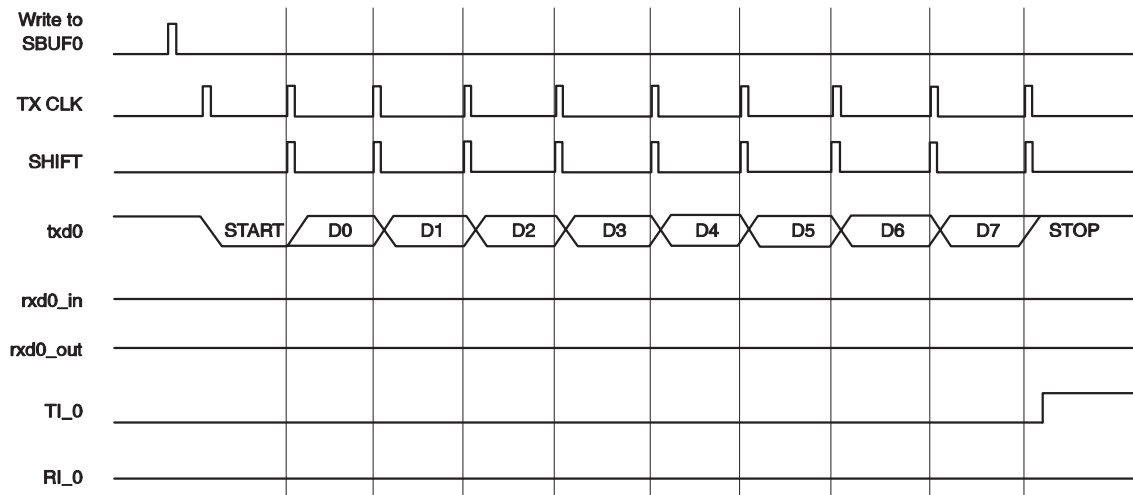 Write to
SBUF0
TX CLK
SHIFT
txd0 START D0 D1 D2 D3 D4 D5 D6 D7 STOP
rxd0_in
rxd0_out
TI_0
RI_0